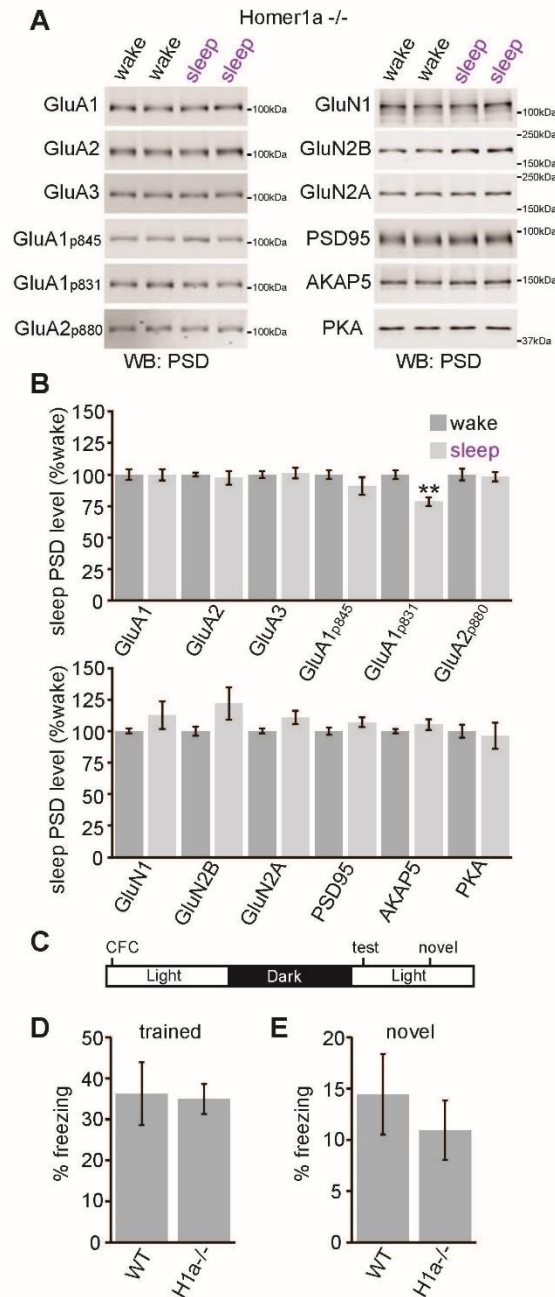 Homer1a -/-
A
wake wake sleep sleep
GluA1 -100kDa
GluA2 -100kDa
GluA3 -100kDa
GluA1p845 -100kDa
GluA1p831 -100kDa
GluA2p880 -100kDa
WB: PSD
wake wake sleep sleep
GluN1 -100kDa
-250kDa
GluN2B
-150kDa
-250kDa
GluN2A
-150kDa
PSD95 -100kDa
AKAP5 -150kDa
PKA
-37kDa
WB: PSD
B
sleep PSD level (%wake)
150
125
100
75
50
25
0
wake
sleep
**
GluA1 GluA2 GluA3 GluA1p845 GluA1p831 GluA2p880
sleep PSD level (%wake)
150
125
100
75
50
25
0
GluN1 GluN2B GluN2A PSD95 AKAP5 PKA
C
CFC test novel
Light Dark Light
D
trained
% freezing
50
40
30
20
10
0
WT H1a-/-
E
novel
% freezing
20
15
10
5
0
WT H1a-/-